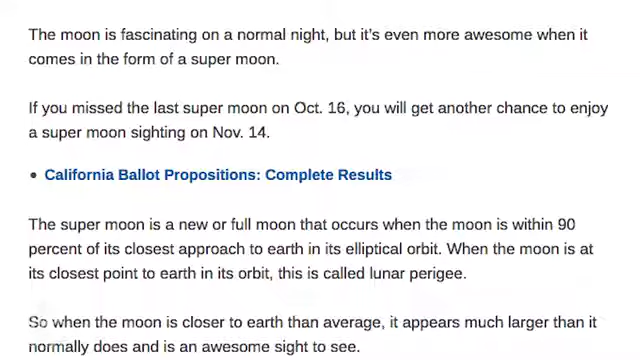 The moon is fascinating on a normal night, but it's even more awesome when it
comes in the form of a super moon.
If you missed the last super moon on Oct. 16, you will get another chance to enjoy
a super moon sighting on Nov. 14.
• California Ballot Propositions: Complete Results
The super moon is a new or full moon that occurs when the moon is within 90
percent of its closest approach to earth in its elliptical orbit. When the moon is at
its closest point to earth in its orbit, this is called lunar perigee.
So when the moon is closer to earth than average, it appears much larger than it
normally does and is an awesome sight to see.